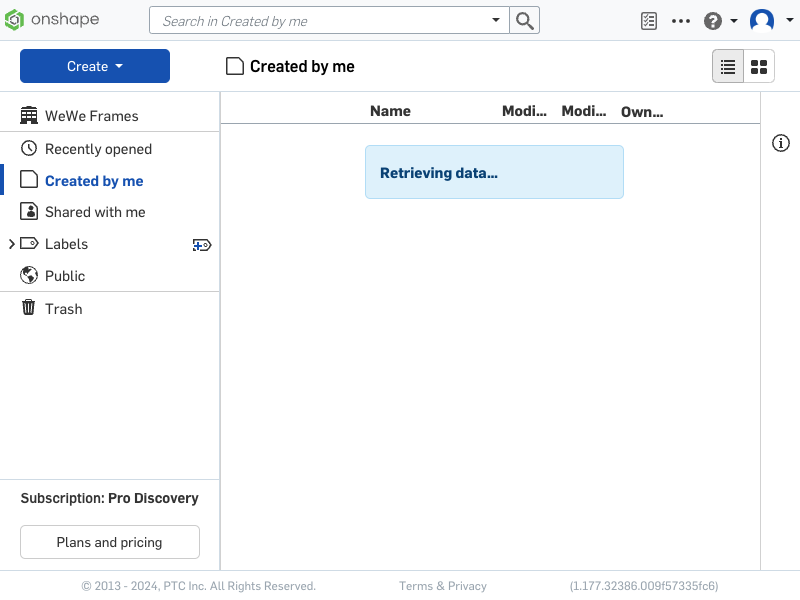 onshape
Search in Created by me
Create
Created by me
WeWe Frames
Recently opened
Created by me
Shared with me
Labels
Public
Trash
Name Modi... Modi... Own...
Retrieving data...
Subscription: Pro Discovery
Plans and pricing
© 2013 - 2024, PTC Inc. All Rights Reserved. Terms & Privacy (1.177.32386.009f57335fc6)